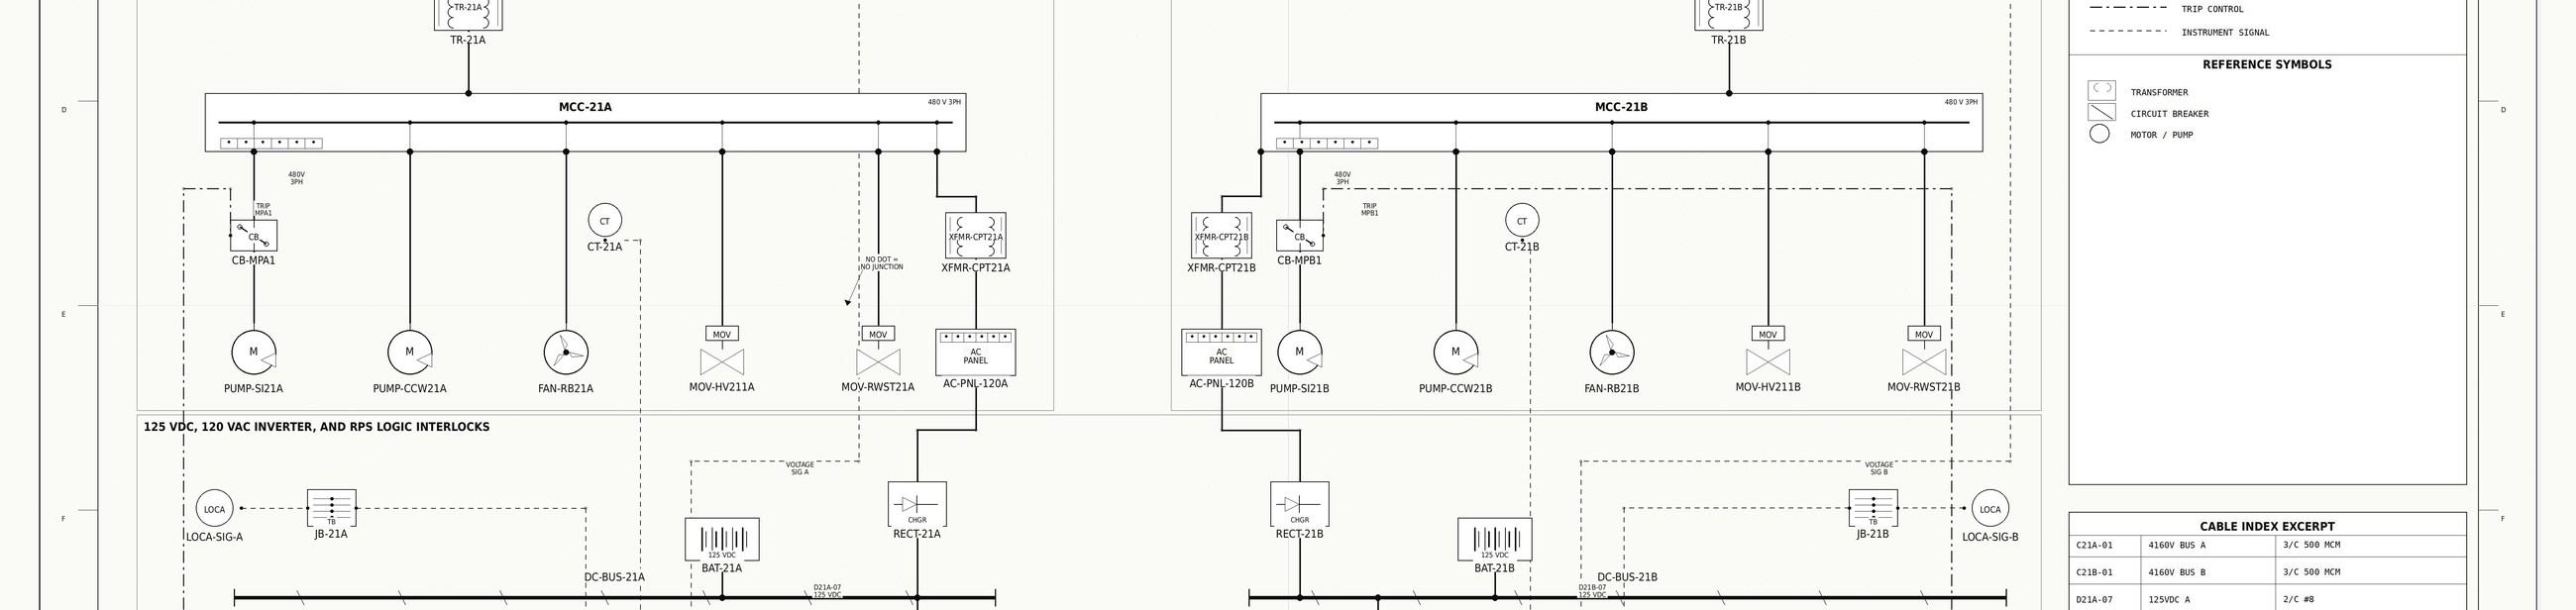 TR-21A
TR-21A
TR-21B
TR-21B
TRIP CONTROL
INSTRUMENT SIGNAL
REFERENCE SYMBOLS
TRANSFORMER
CIRCUIT BREAKER
MOTOR / PUMP
D
D
MCC-21A
480 V 3PH
MCC-21B
480 V 3PH
480V
3PH
480V
3PH
TRIP
MPA1
TRIP
MPB1
CB
CB-MPA1
CT
CT-21A
NO DOT =
NO JUNCTION
XFMR-CPT21A
XFMR-CPT21A
XFMR-CPT21B
XFMR-CPT21B
CB
CB-MPB1
CT
CT-21B
E
E
M
PUMP-SI21A
M
PUMP-CCW21A
FAN-RB21A
MOV
MOV-HV211A
MOV
MOV-RWST21A
AC
PANEL
AC-PNL-120A
AC
PANEL
AC-PNL-120B
M
PUMP-SI21B
M
PUMP-CCW21B
FAN-RB21B
MOV
MOV-HV211B
MOV
MOV-RWST21B
125 VDC, 120 VAC INVERTER, AND RPS LOGIC INTERLOCKS
VOLTAGE
SIG A
VOLTAGE
SIG B
F
F
LOCA
LOCA-SIG-A
TB
JB-21A
125 VDC
BAT-21A
CHGR
RECT-21A
CHGR
RECT-21B
125 VDC
BAT-21B
TB
JB-21B
LOCA
LOCA-SIG-B
DC-BUS-21A
D21A-07
125 VDC
DC-BUS-21B
D21B-07
125 VDC
CABLE INDEX EXCERPT
C21A-01 4160V BUS A 3/C 500 MCM
C21B-01 4160V BUS B 3/C 500 MCM
D21A-07 125VDC A 2/C #8